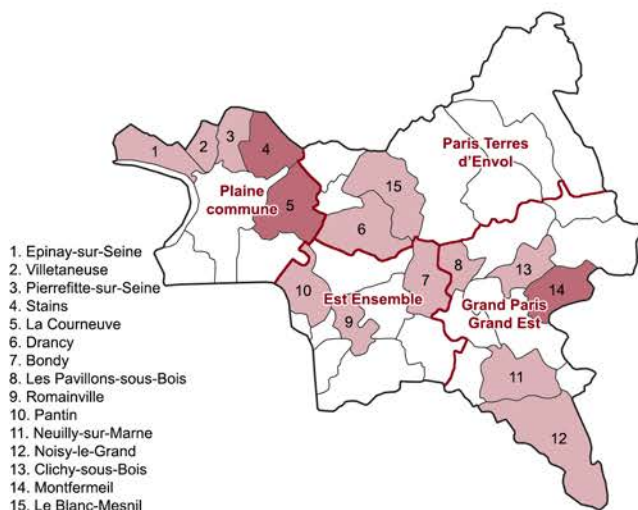 Paris Terres
d'Envol
Plaine
commune
Est Ensemble
Grand Paris
Grand Est
1
2
3
4
15
5
6
7
8
13
14
10
9
11
12
1. Epinay-sur-Seine
2. Villetaneuse
3. Pierrefitte-sur-Seine
4. Stains
5. La Courneuve
6. Drancy
7. Bondy
8. Les Pavillons-sous-Bois
9. Romainville
10. Pantin
11. Neuilly-sur-Marne
12. Noisy-le-Grand
13. Clichy-sous-Bois
14. Montfermeil
15. Le Blanc-Mesnil